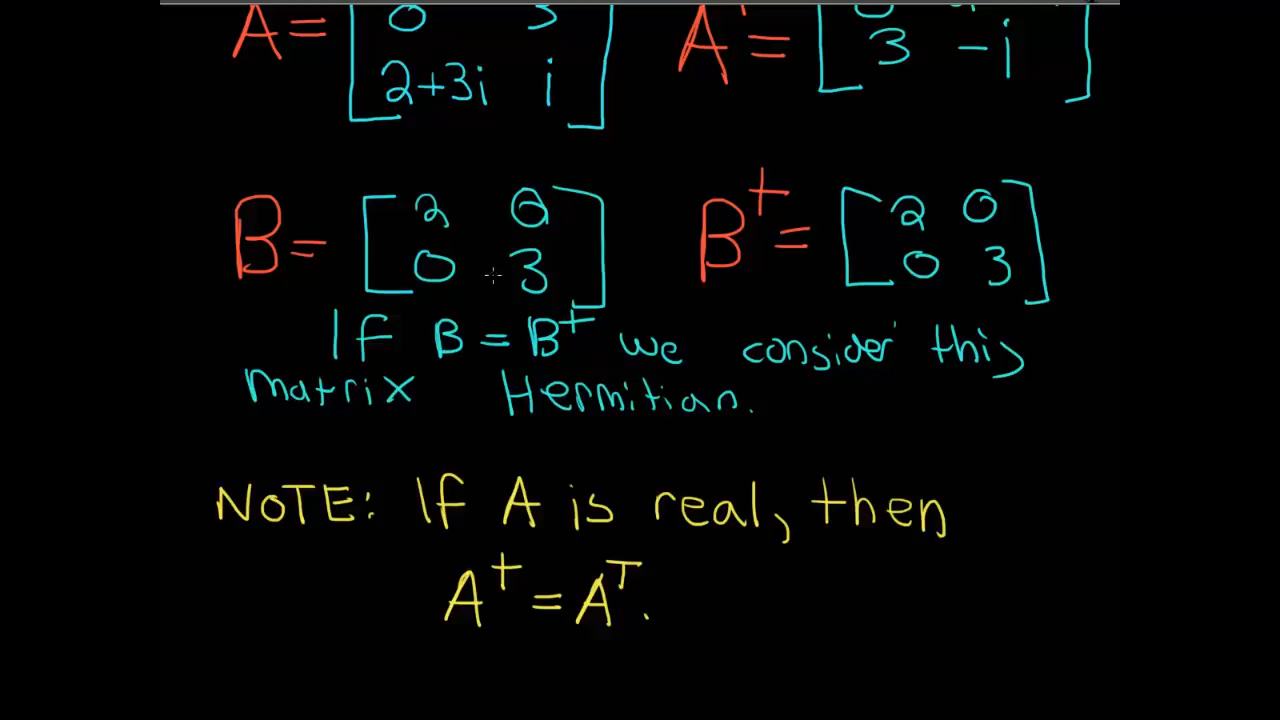 A = [ 0 3
2+3i i ]
A† = [
3 -i ]
B = [ 2 0
0 3 ]
B† = [ 2 0
0 3 ]
If B = B† we consider this
matrix Hermitian.
NOTE: If A is real, then
A† = Aᵀ.